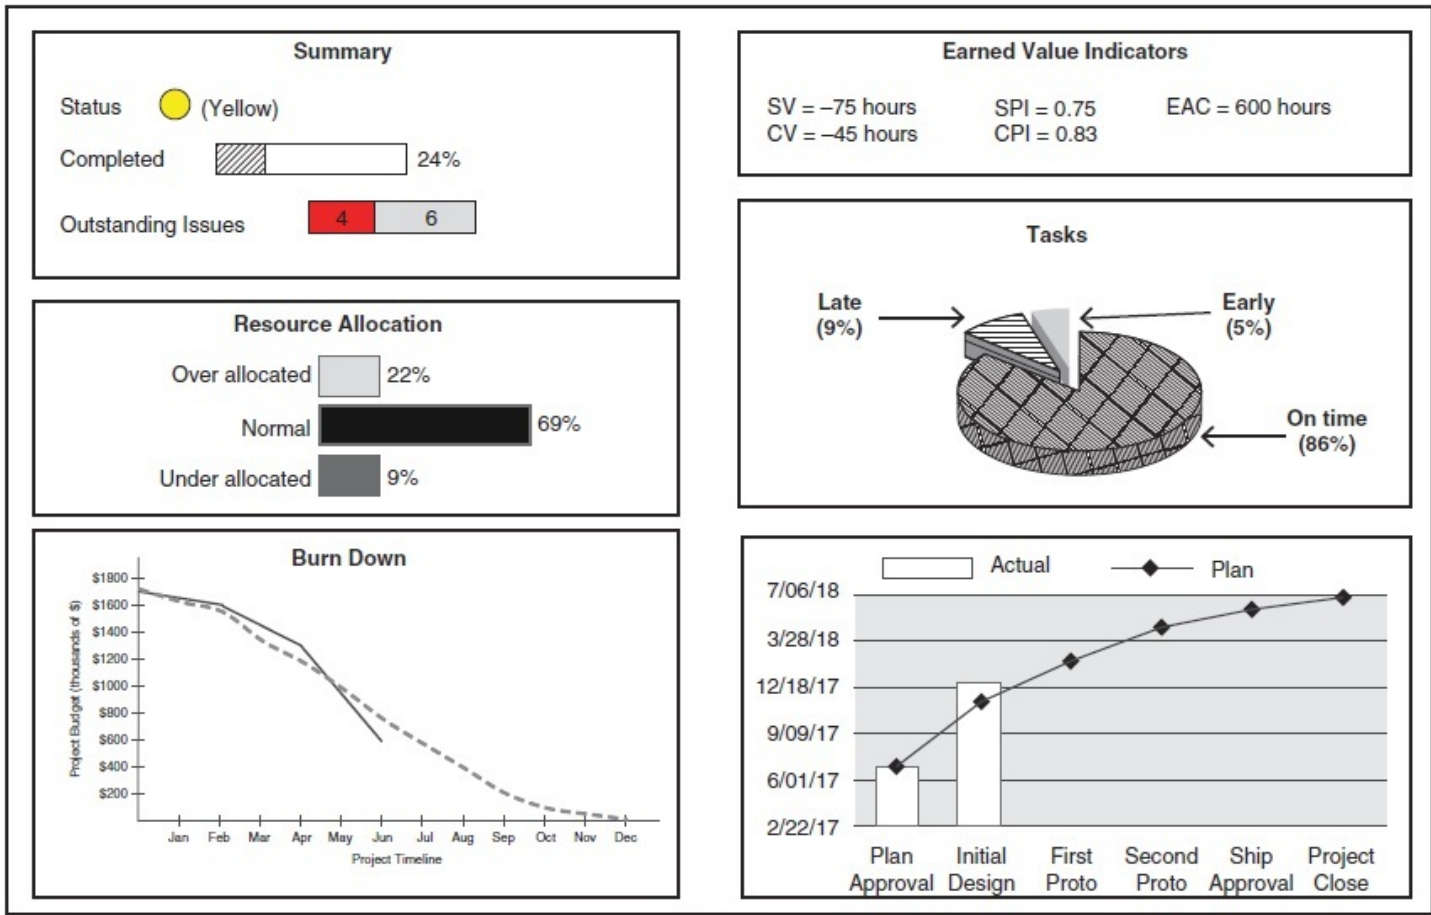 Summary
Status (Yellow)
Completed 24%
Outstanding Issues 4 6
Earned Value Indicators
SV = –75 hours SPI = 0.75 EAC = 600 hours
CV = –45 hours CPI = 0.83
Resource Allocation
Over allocated 22%
Normal 69%
Under allocated 9%
Tasks
Late
(9%)
Early
(5%)
On time
(86%)
Burn Down
Project Budget (thousands of $)
$1800
$1600
$1400
$1200
$1000
$800
$600
$400
$200
Jan Feb Mar Apr May Jun Jul Aug Sep Oct Nov Dec
Project Timeline
Actual Plan
7/06/18
3/28/18
12/18/17
9/09/17
6/01/17
2/22/17
Plan Initial First Second Ship Project
Approval Design Proto Proto Approval Close